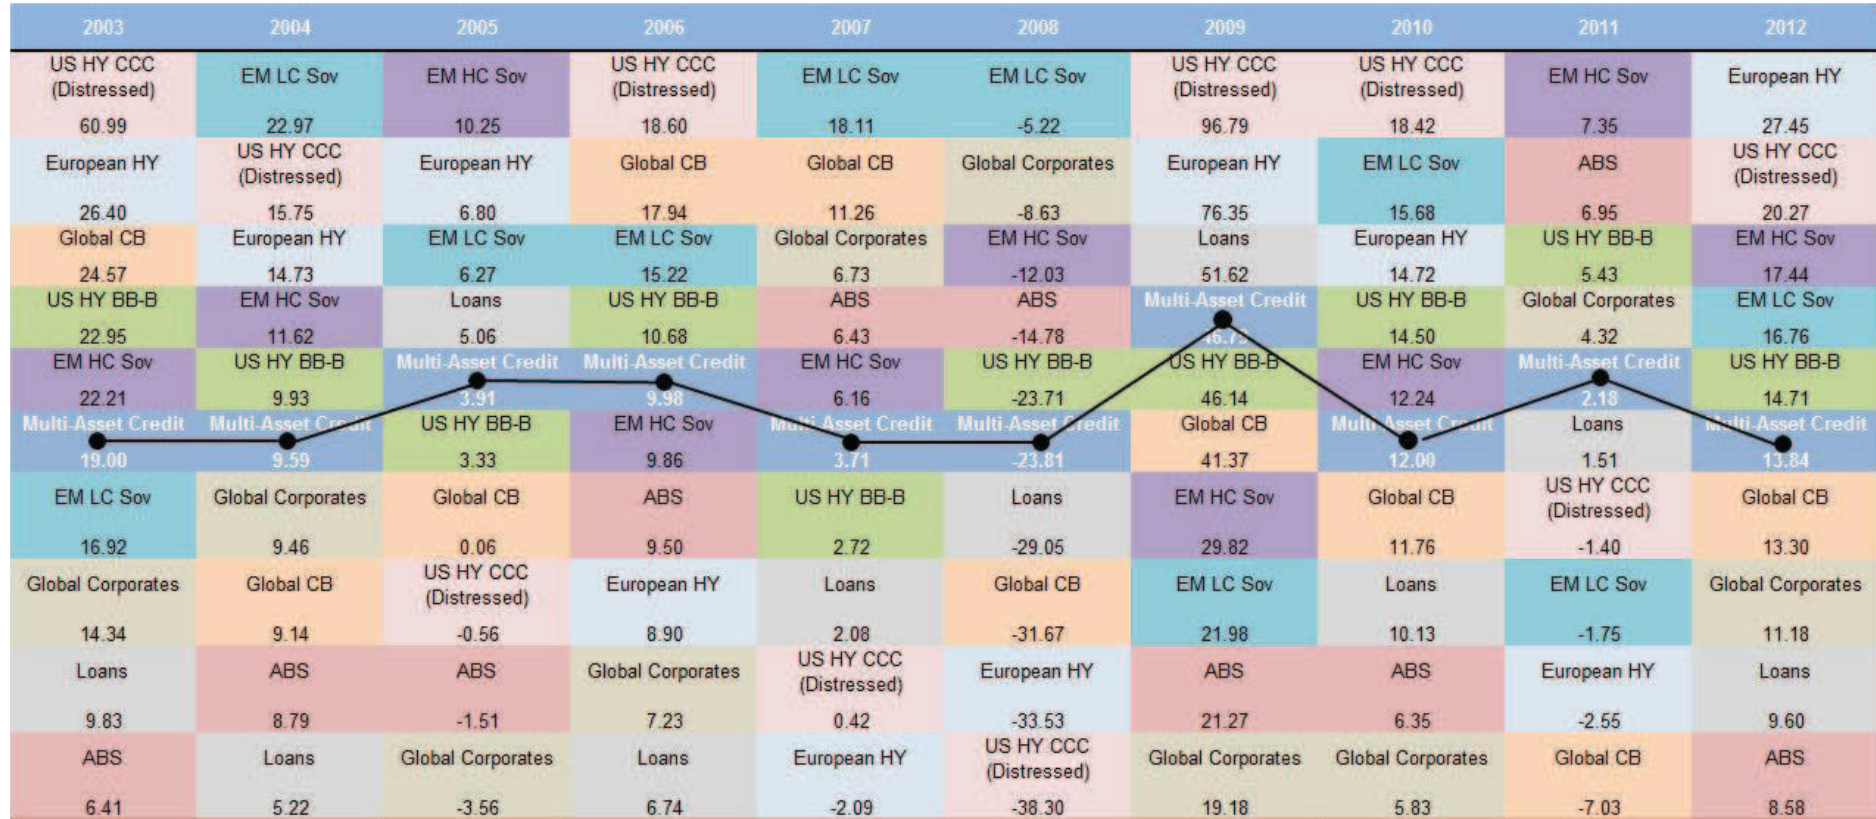 2003
2004
2005
2006
2007
2008
2009
2010
2011
2012
US HY CCC
(Distressed)
60.99
EM LC Sov
22.97
EM HC Sov
10.25
US HY CCC
(Distressed)
18.60
EM LC Sov
18.11
EM LC Sov
-5.22
US HY CCC
(Distressed)
96.79
US HY CCC
(Distressed)
18.42
EM HC Sov
7.35
European HY
27.45
European HY
26.40
US HY CCC
(Distressed)
15.75
European HY
6.80
Global CB
17.94
Global CB
11.26
Global Corporates
-8.63
European HY
76.35
EM LC Sov
15.68
ABS
6.95
US HY CCC
(Distressed)
20.27
Global CB
24.57
European HY
14.73
EM LC Sov
6.27
EM LC Sov
15.22
Global Corporates
6.73
EM HC Sov
-12.03
Loans
51.62
European HY
14.72
US HY BB-B
5.43
EM HC Sov
17.44
US HY BB-B
22.95
EM HC Sov
11.62
Loans
5.06
US HY BB-B
10.68
ABS
6.43
ABS
-14.78
Multi-Asset Credit
US HY BB-B
14.50
Global Corporates
4.32
EM LC Sov
16.76
EM HC Sov
22.21
US HY BB-B
9.93
Multi-Asset Credit
3.91
Multi-Asset Credit
9.98
EM HC Sov
6.16
US HY BB-B
-23.71
US HY BB-B
46.14
EM HC Sov
12.24
Multi-Asset Credit
2.18
US HY BB-B
14.71
Multi-Asset Credit
19.00
Multi-Asset Credit
9.59
US HY BB-B
3.33
EM HC Sov
9.86
Multi-Asset Credit
3.71
Multi-Asset Credit
-23.81
Global CB
41.37
Multi-Asset Credit
12.00
Loans
1.51
Multi-Asset Credit
13.84
EM LC Sov
16.92
Global Corporates
9.46
Global CB
0.06
ABS
9.50
US HY BB-B
2.72
Loans
-29.05
EM HC Sov
29.82
Global CB
11.76
US HY CCC
(Distressed)
-1.40
Global CB
13.30
Global Corporates
14.34
Global CB
9.14
US HY CCC
(Distressed)
-0.56
European HY
8.90
Loans
2.08
Global CB
-31.67
EM LC Sov
21.98
Loans
10.13
EM LC Sov
-1.75
Global Corporates
11.18
Loans
9.83
ABS
8.79
ABS
-1.51
Global Corporates
7.23
US HY CCC
(Distressed)
0.42
European HY
-33.53
ABS
21.27
ABS
6.35
European HY
-2.55
Loans
9.60
ABS
6.41
Loans
5.22
Global Corporates
-3.56
Loans
6.74
European HY
-2.09
US HY CCC
(Distressed)
-38.30
Global Corporates
19.18
Global Corporates
5.83
Global CB
-7.03
ABS
8.58